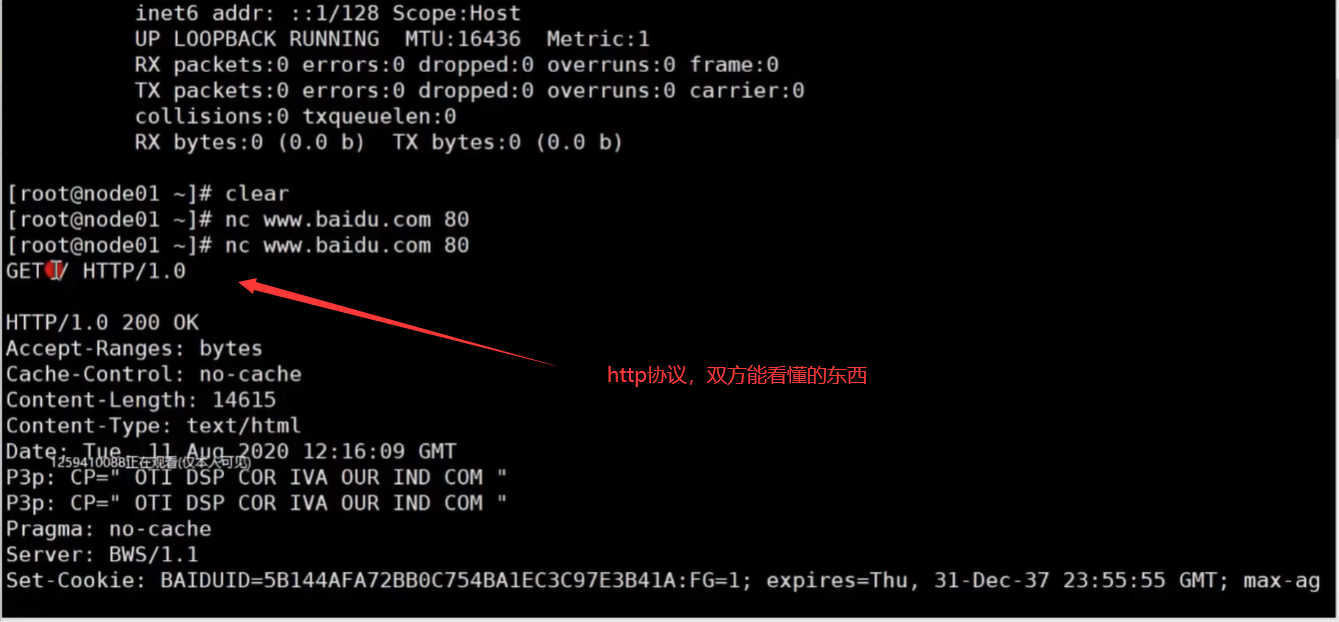 inet6 addr: ::1/128 Scope:Host
UP LOOPBACK RUNNING  MTU:16436  Metric:1
RX packets:0 errors:0 dropped:0 overruns:0 frame:0
TX packets:0 errors:0 dropped:0 overruns:0 carrier:0
collisions:0 txqueuelen:0
RX bytes:0 (0.0 b)  TX bytes:0 (0.0 b)
[root@node01 ~]# clear
[root@node01 ~]# nc www.baidu.com 80
[root@node01 ~]# nc www.baidu.com 80
GET / HTTP/1.0
HTTP/1.0 200 OK
Accept-Ranges: bytes
http协议，双方能看懂的东西
Cache-Control: no-cache
Content-Length: 14615
Content-Type: text/html
Date: Tue, 11 Aug 2020 12:16:09 GMT
1259410088正在观看(仅本人可见)
P3p: CP=" OTI DSP COR IVA OUR IND COM "
P3p: CP=" OTI DSP COR IVA OUR IND COM "
Pragma: no-cache
Server: BWS/1.1
Set-Cookie: BAIDUID=5B144AFA72BB0C754BA1EC3C97E3B41A:FG=1; expires=Thu, 31-Dec-37 23:55:55 GMT; max-ag